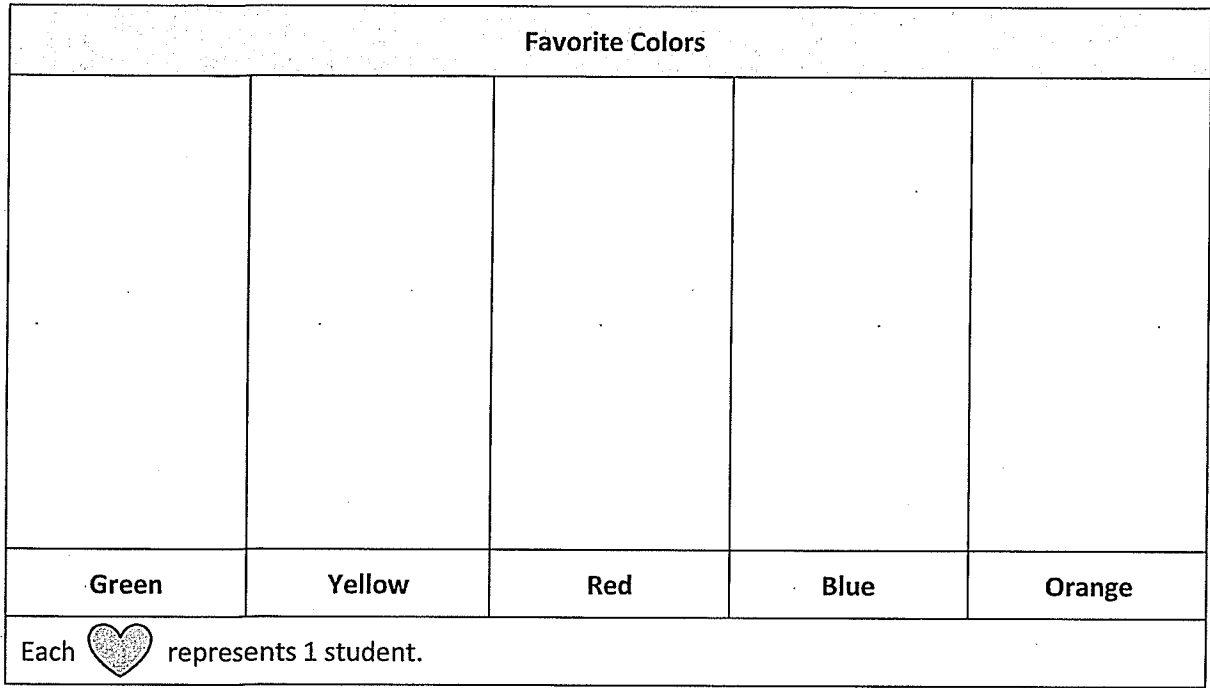 Favorite Colors
Green Yellow Red Blue Orange
Each represents 1 student.